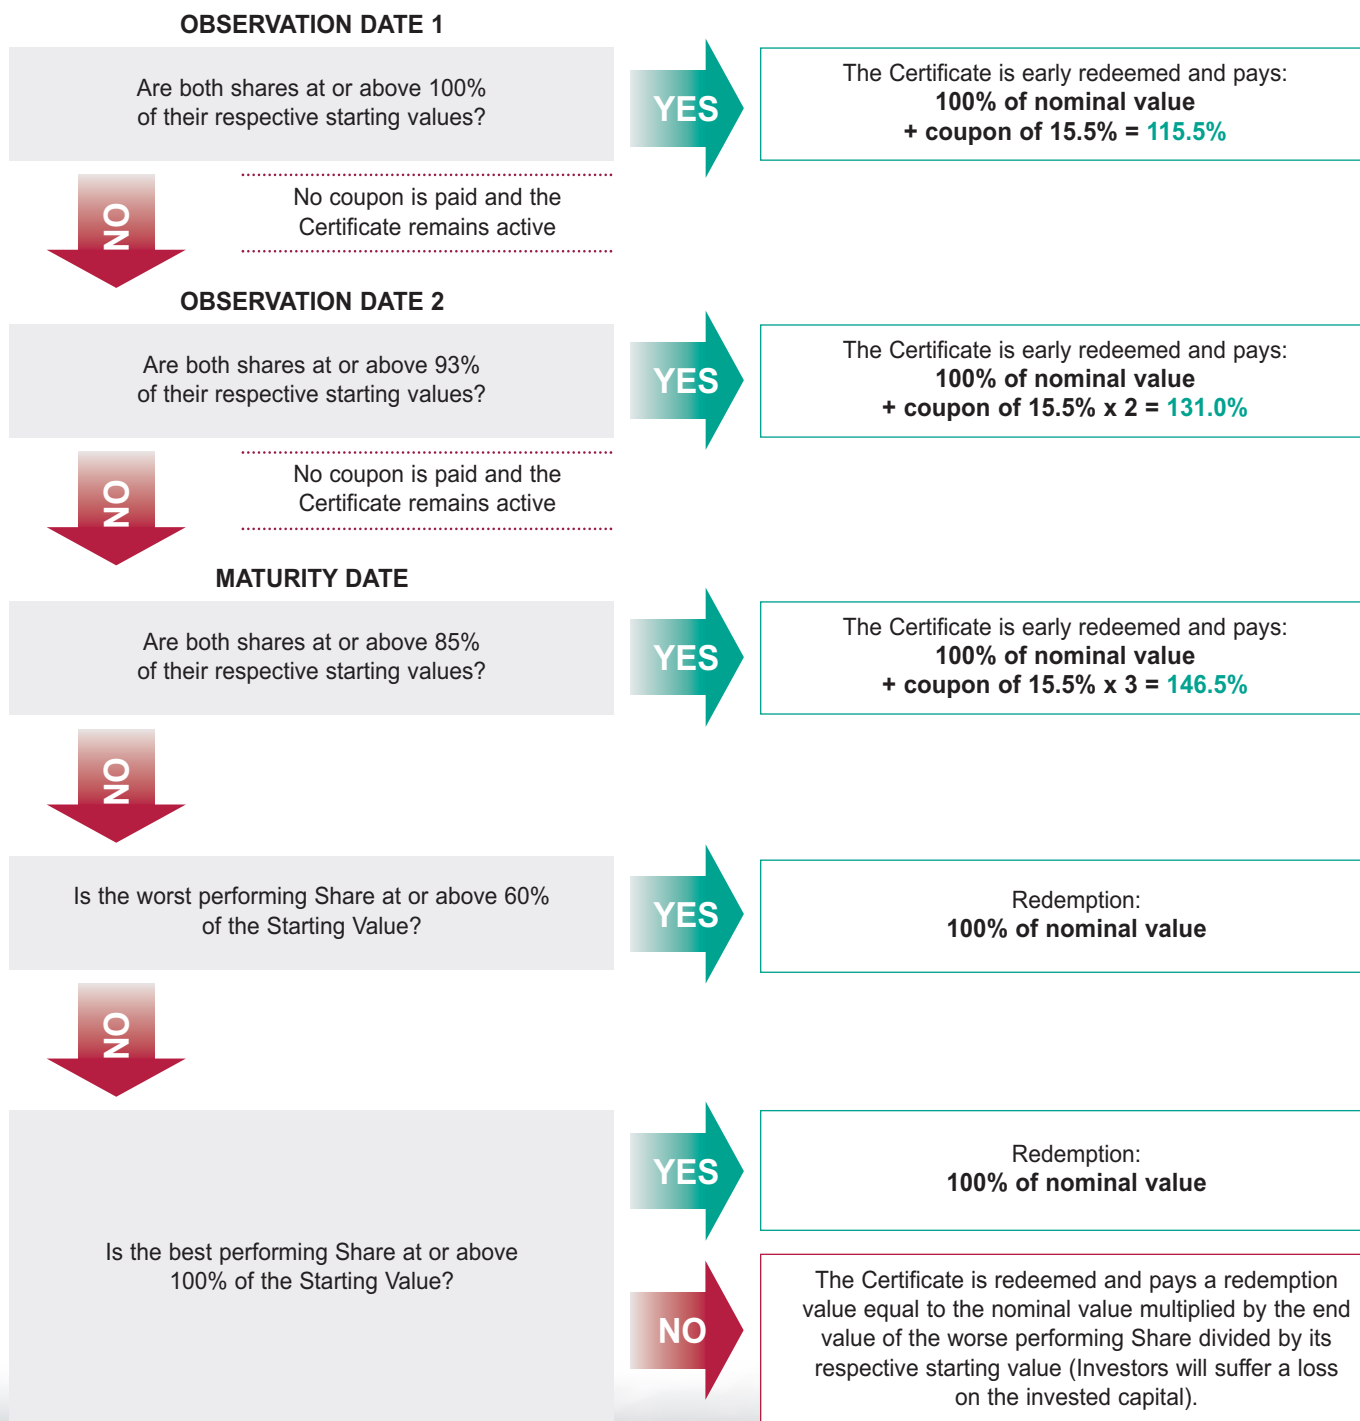 OBSERVATION DATE 1
Are both shares at or above 100%
of their respective starting values?
YES
The Certificate is early redeemed and pays:
100% of nominal value
+ coupon of 15.5% = 115.5%
NO
No coupon is paid and the
Certificate remains active
OBSERVATION DATE 2
Are both shares at or above 93%
of their respective starting values?
YES
The Certificate is early redeemed and pays:
100% of nominal value
+ coupon of 15.5% x 2 = 131.0%
NO
No coupon is paid and the
Certificate remains active
MATURITY DATE
Are both shares at or above 85%
of their respective starting values?
YES
The Certificate is early redeemed and pays:
100% of nominal value
+ coupon of 15.5% x 3 = 146.5%
NO
Is the worst performing Share at or above 60%
of the Starting Value?
YES
Redemption:
100% of nominal value
NO
Is the best performing Share at or above
100% of the Starting Value?
YES
Redemption:
100% of nominal value
NO
The Certificate is redeemed and pays a redemption
value equal to the nominal value multiplied by the end
value of the worse performing Share divided by its
respective starting value (Investors will suffer a loss
on the invested capital).